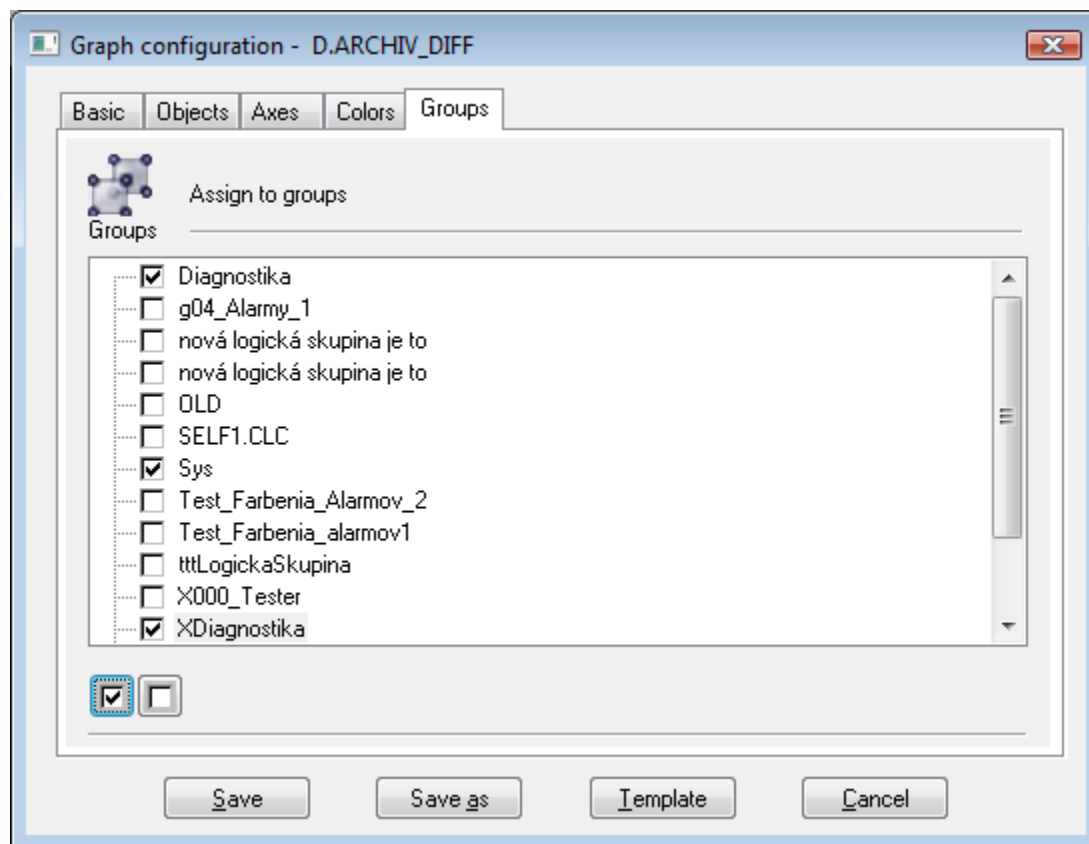 Graph configuration - D.ARCHIV_DIFF
Basic Objects Axes Colors Groups
Assign to groups
Groups
Diagnostika
g04_Alarmy_1
nová logická skupina je to
nová logická skupina je to
OLD
SELF1.CLC
Sys
Test_Farbenia_Alarmov_2
Test_Farbenia_alarmov1
tttLogickaSkupina
X000_Tester
XDiagnostika
Save Save as Template Cancel